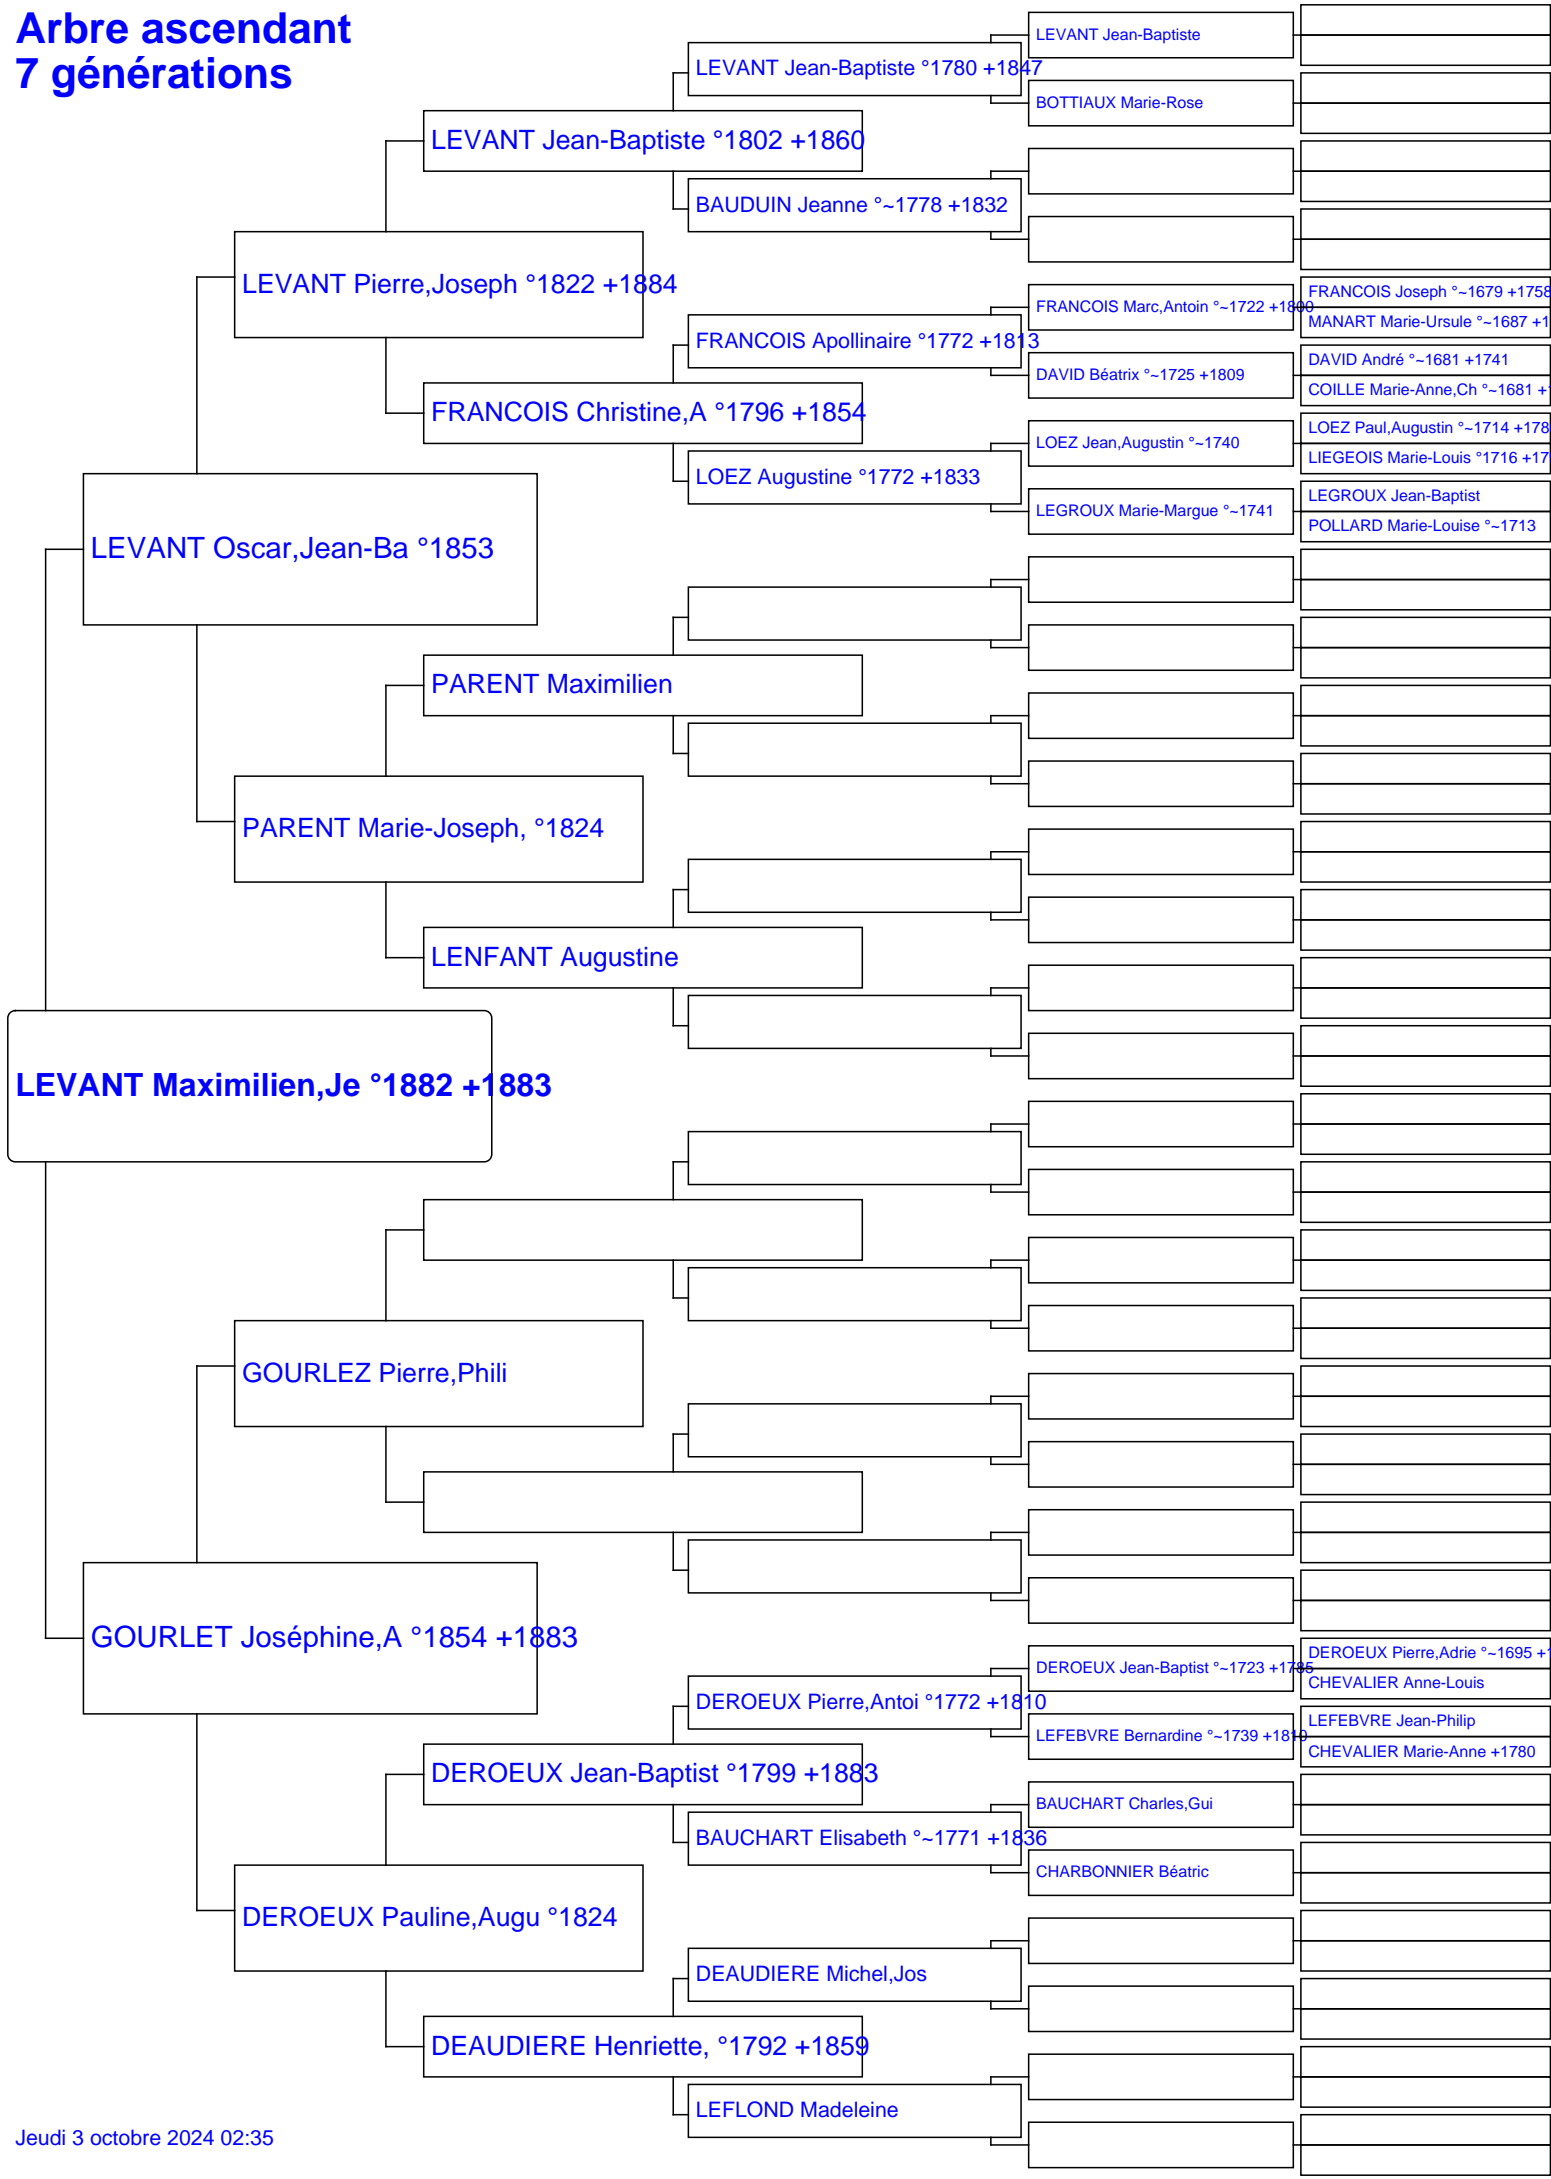 Arbre ascendant
7 générations
LEVANT Jean-Baptiste
LEVANT Jean-Baptiste °1780 +1847
BOTTIAUX Marie-Rose
LEVANT Jean-Baptiste °1802 +1860
BAUDUIN Jeanne °~1778 +1832
LEVANT Pierre,Joseph °1822 +1884
FRANCOIS Joseph °~1679 +1758
FRANCOIS Marc,Antoin °~1722 +1800
MANART Marie-Ursule °~1687 +1
FRANCOIS Apollinaire °1772 +1813
DAVID André °~1681 +1741
DAVID Béatrix °~1725 +1809
COILLE Marie-Anne,Ch °~1681 +
FRANCOIS Christine,A °1796 +1854
LOEZ Paul,Augustin °~1714 +178
LOEZ Jean,Augustin °~1740
LIEGEOIS Marie-Louis °1716 +17
LOEZ Augustine °1772 +1833
LEGROUX Jean-Baptist
LEGROUX Marie-Margue °~1741
POLLARD Marie-Louise °~1713
LEVANT Oscar,Jean-Ba °1853
PARENT Maximilien
PARENT Marie-Joseph, °1824
LENFANT Augustine
LEVANT Maximilien,Je °1882 +1883
GOURLEZ Pierre,Phili
GOURLET Joséphine,A °1854 +1883
DEROEUX Pierre,Adrie °~1695 +1
DEROEUX Jean-Baptist °~1723 +1785
CHEVALIER Anne-Louis
DEROEUX Pierre,Antoi °1772 +1810
LEFEBVRE Jean-Philip
LEFEBVRE Bernardine °~1739 +1810
CHEVALIER Marie-Anne +1780
DEROEUX Jean-Baptist °1799 +1883
BAUCHART Charles,Gui
BAUCHART Elisabeth °~1771 +1836
CHARBONNIER Béatric
DEROEUX Pauline,Augu °1824
DEAUDIERE Michel,Jos
DEAUDIERE Henriette, °1792 +1859
LEFLOND Madeleine
Jeudi 3 octobre 2024 02:35